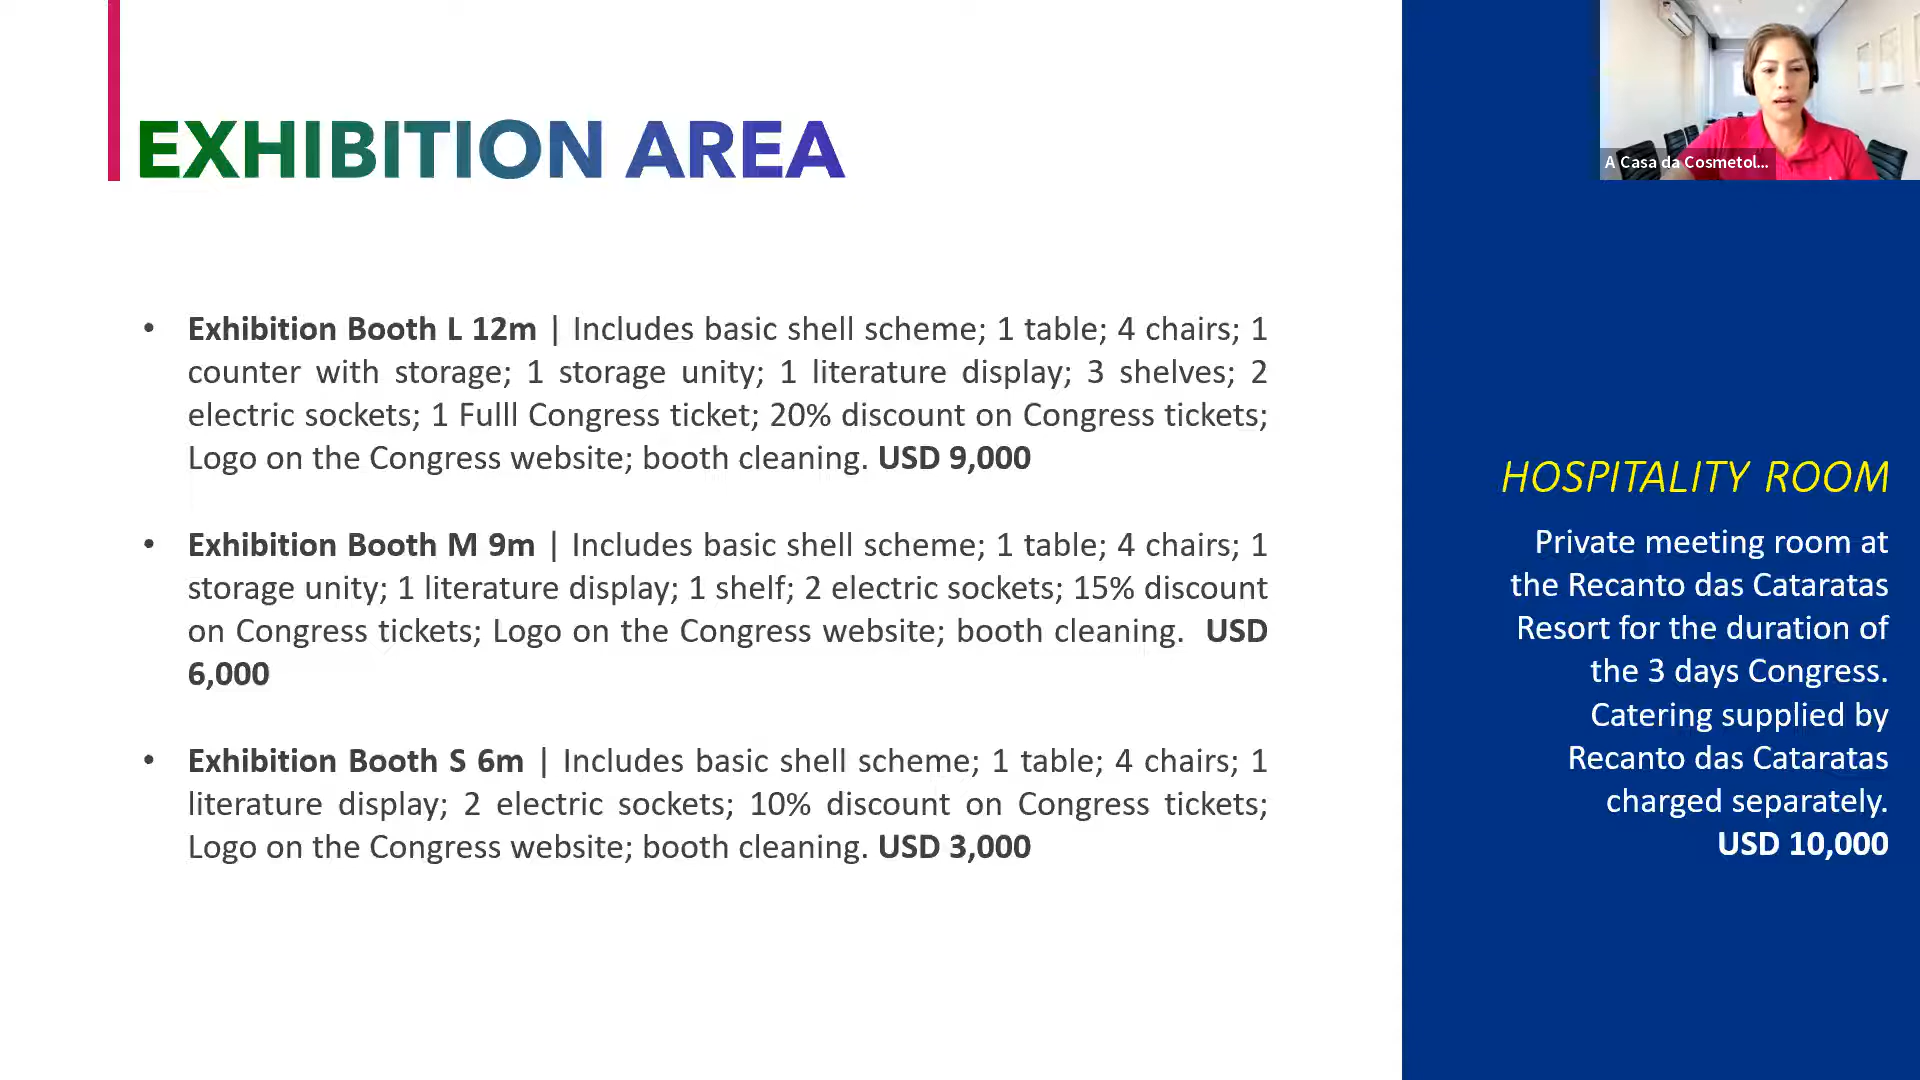 EXHIBITION AREA
• Exhibition Booth L 12m | Includes basic shell scheme; 1 table; 4 chairs; 1
counter with storage; 1 storage unity; 1 literature display; 3 shelves; 2
electric sockets; 1 Fulll Congress ticket; 20% discount on Congress tickets;
Logo on the Congress website; booth cleaning. USD 9,000
• Exhibition Booth M 9m | Includes basic shell scheme; 1 table; 4 chairs; 1
storage unity; 1 literature display; 1 shelf; 2 electric sockets; 15% discount
on Congress tickets; Logo on the Congress website; booth cleaning. USD
6,000
• Exhibition Booth S 6m | Includes basic shell scheme; 1 table; 4 chairs; 1
literature display; 2 electric sockets; 10% discount on Congress tickets;
Logo on the Congress website; booth cleaning. USD 3,000
A Casa da Cosmetol...
HOSPITALITY ROOM
Private meeting room at
the Recanto das Cataratas
Resort for the duration of
the 3 days Congress.
Catering supplied by
Recanto das Cataratas
charged separately.
USD 10,000